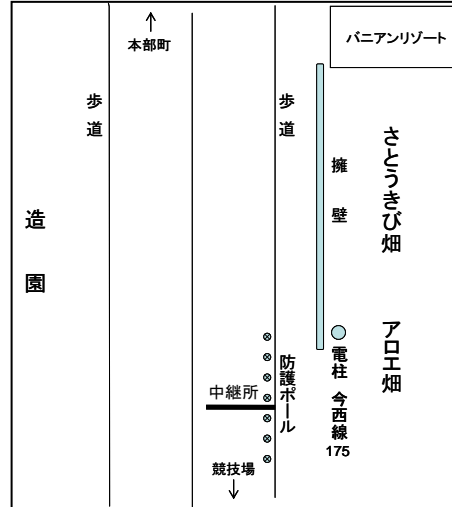 本部町
バニアンリゾート
歩道
歩道
擁壁
さとうきび畑
造園
アロエ畑
電柱 今西線
175
防護ポール
中継所
競技場